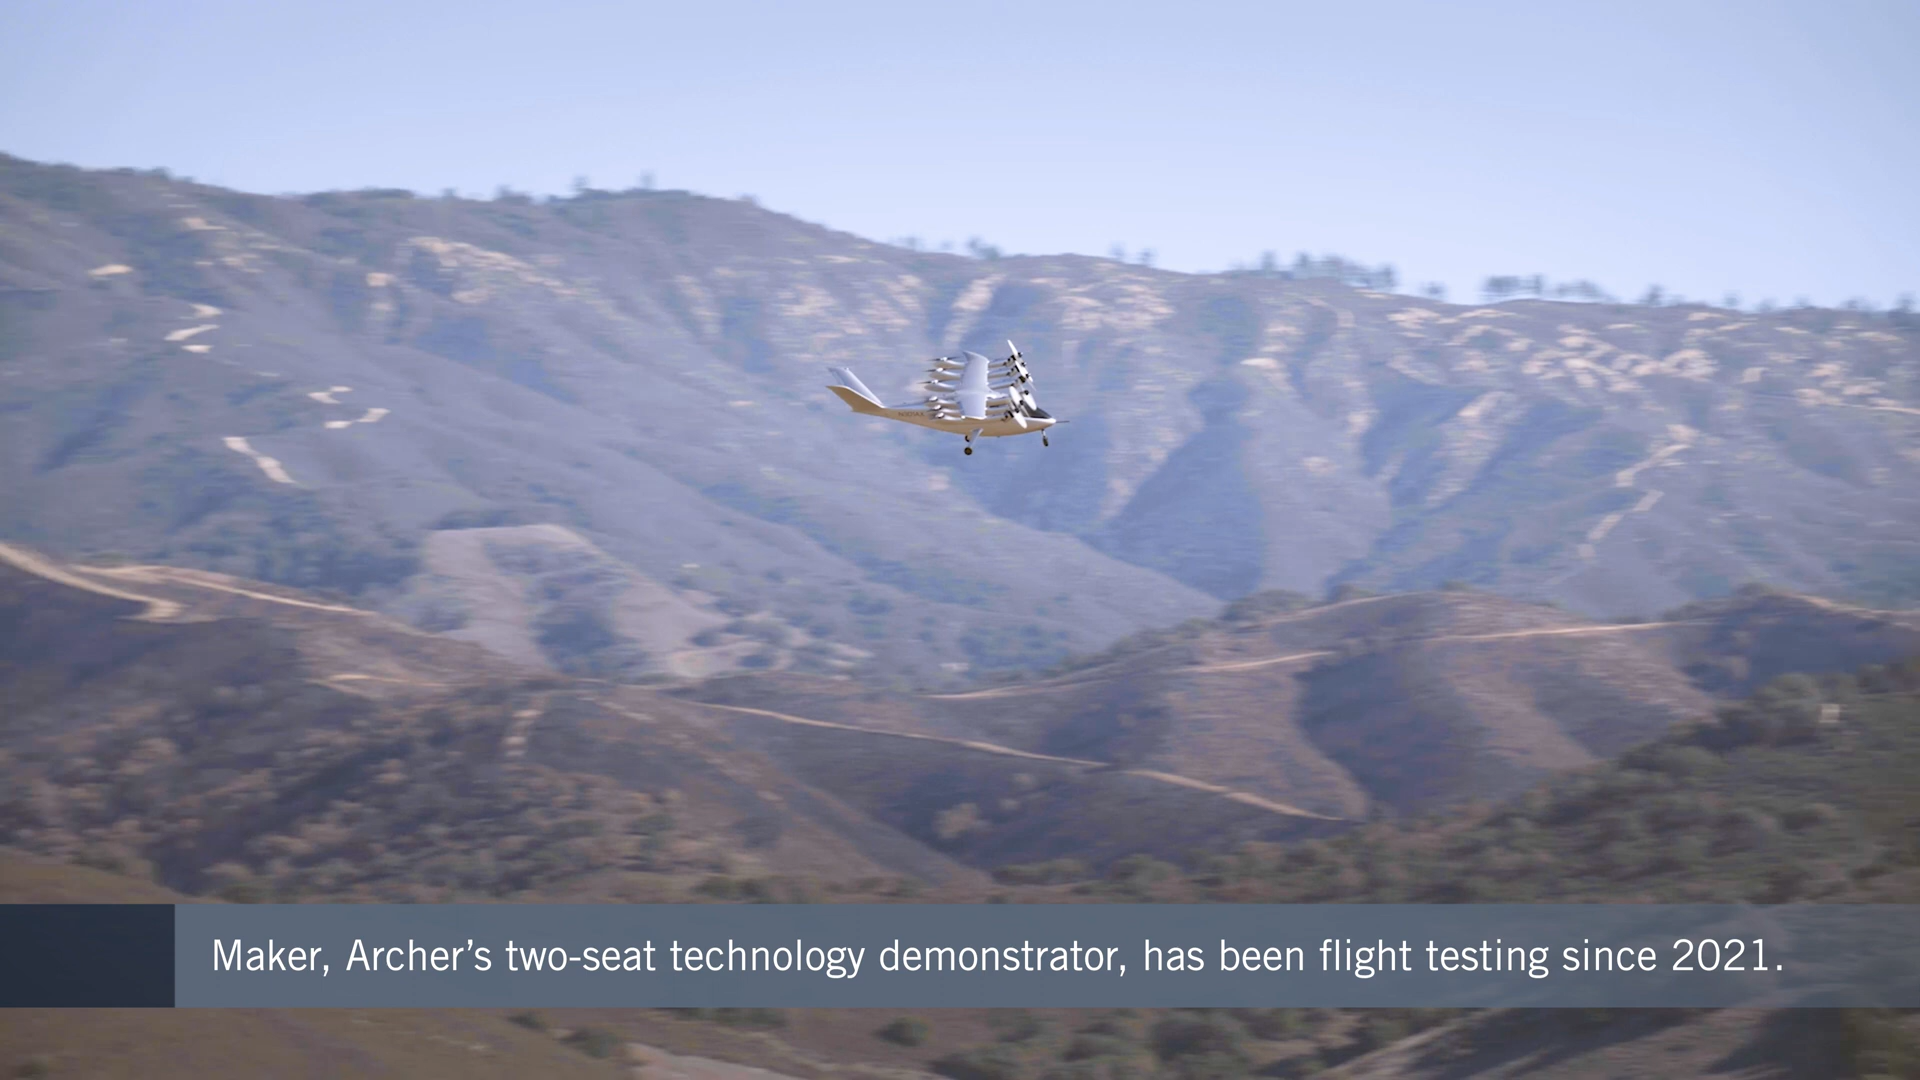 Maker, Archer’s two-seat technology demonstrator, has been flight testing since 2021.